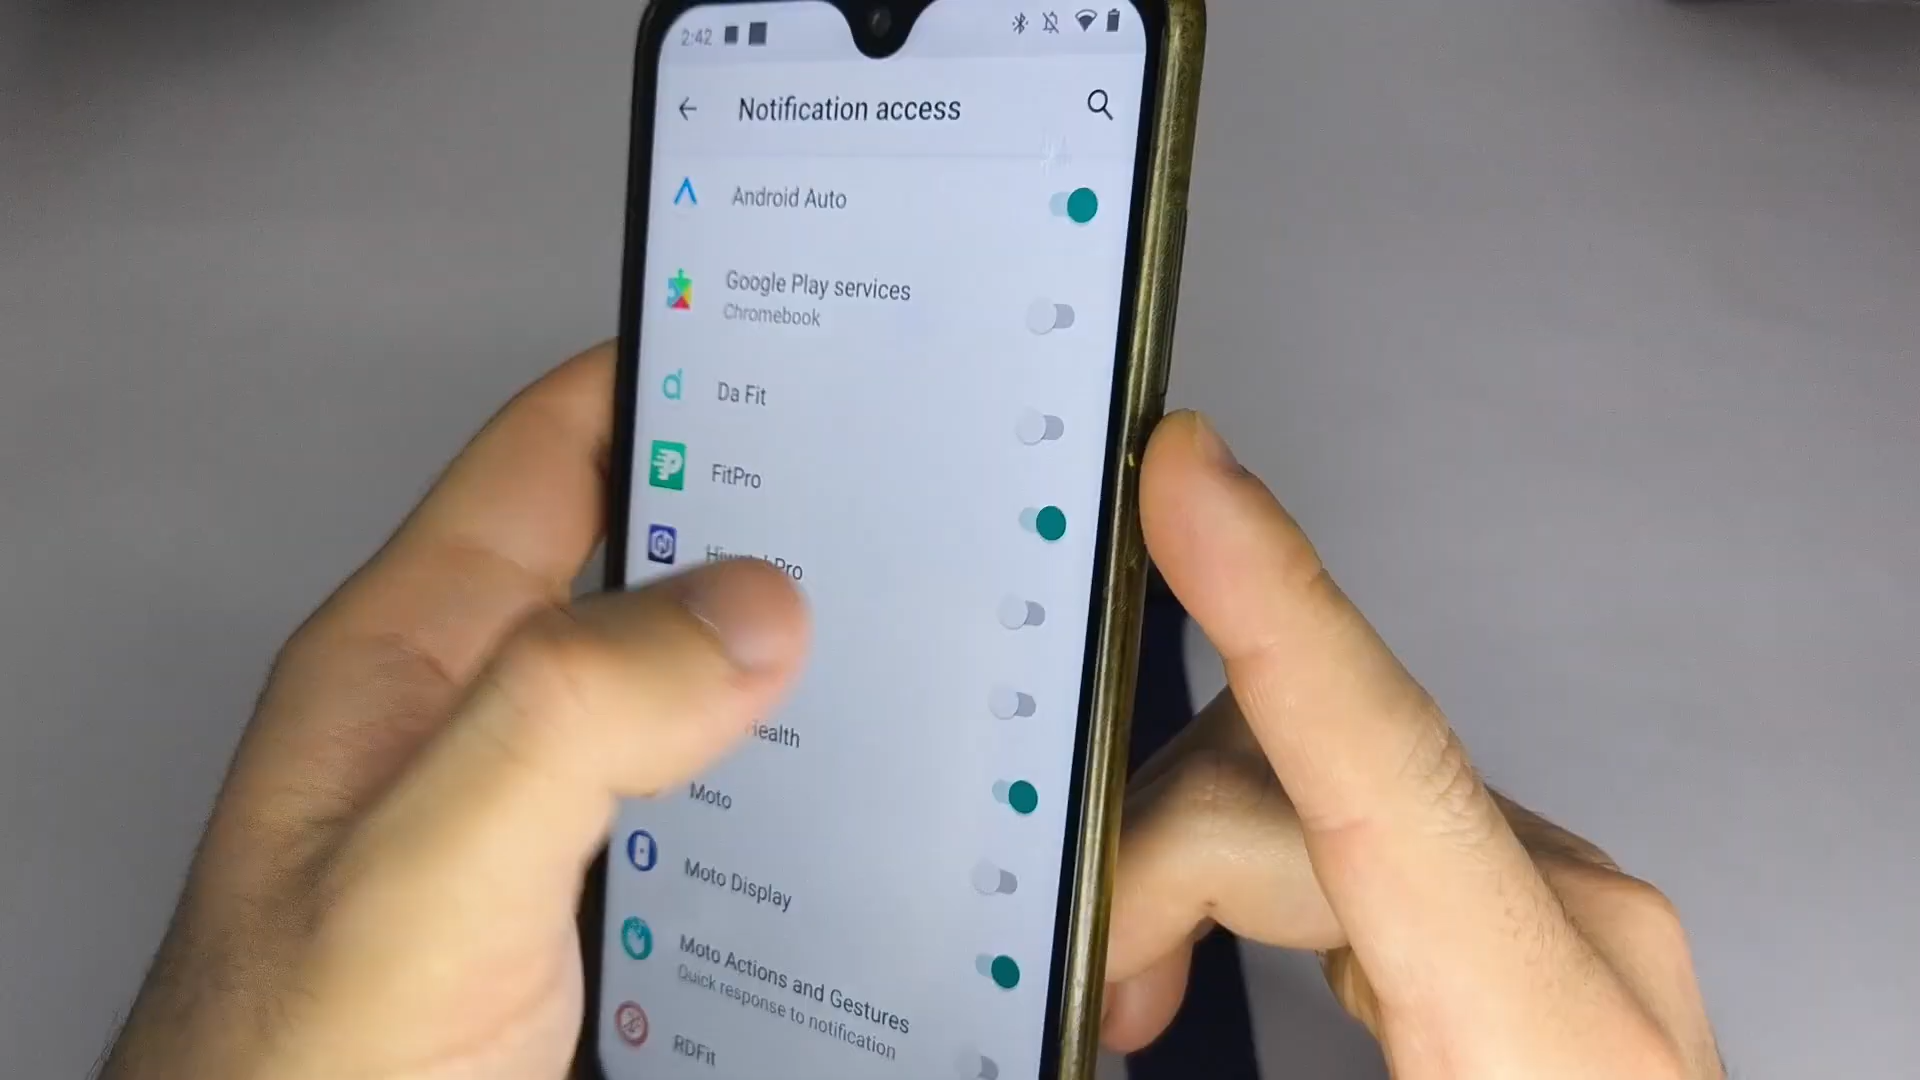 2:42
Notification access
Android Auto
Google Play services
Chromebook
Da Fit
FitPro
Health
Moto
Moto Display
Moto Actions and Gestures
Quick response to notification
RDFit